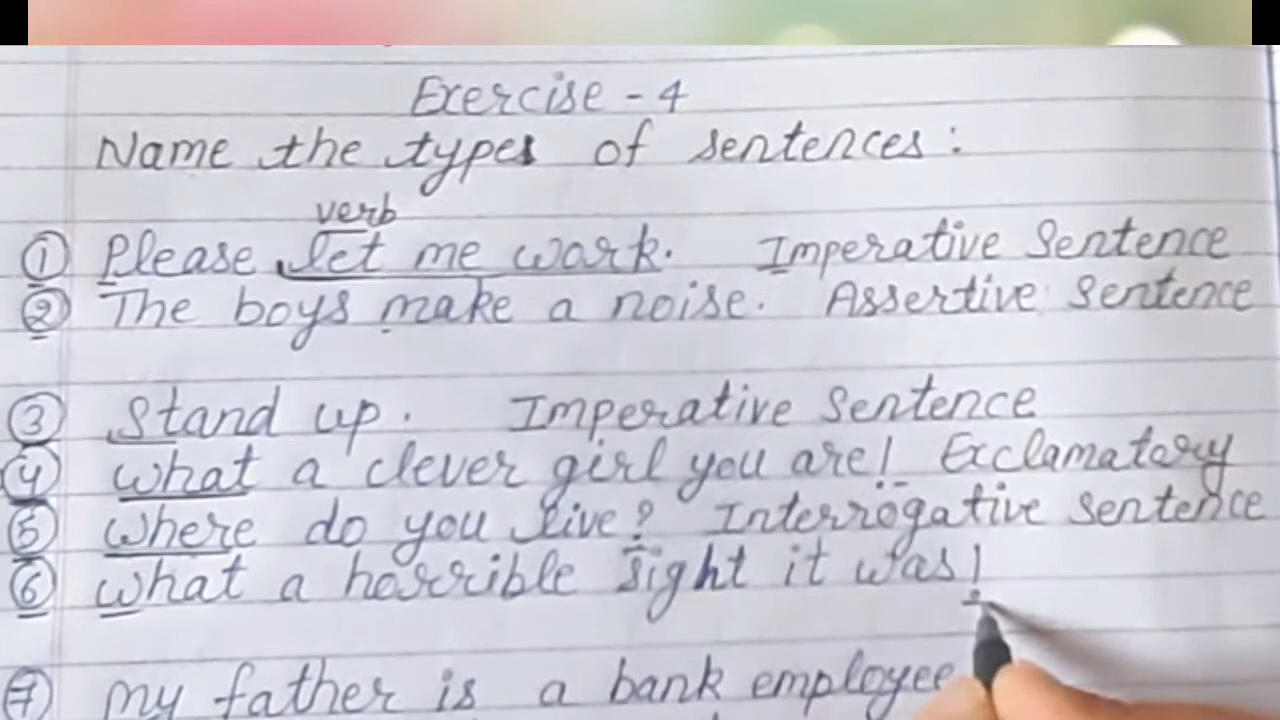 Exercise - 4
Name the types of sentences :
verb
① Please let me work. Imperative Sentence
② The boys make a noise. Assertive Sentence
③ Stand up. Imperative Sentence
④ what a clever girl you are! Exclamatory
⑤ where do you live? Interrogative Sentence
⑥ what a horrible sight it was!
⑦ my father is a bank employee